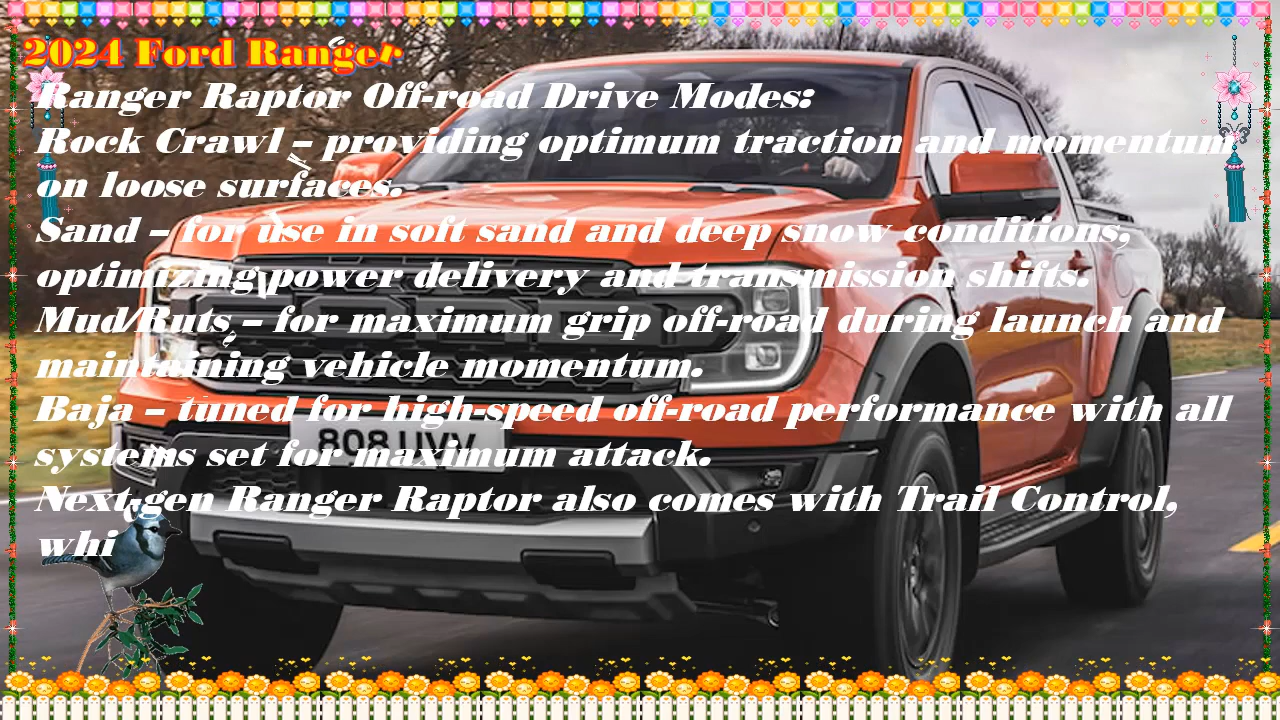 2024 Ford Ranger
Ranger Raptor Off-road Drive Modes:
Rock Crawl – providing optimum traction and momentum
on loose surfaces.
Sand – for use in soft sand and deep snow conditions,
optimizing power delivery and transmission shifts.
Mud/Ruts – for maximum grip off-road during launch and
maintaining vehicle momentum.
Baja – tuned for high-speed off-road performance with all
systems set for maximum attack.
808 UVV
Next-gen Ranger Raptor also comes with Trail Control,
whi